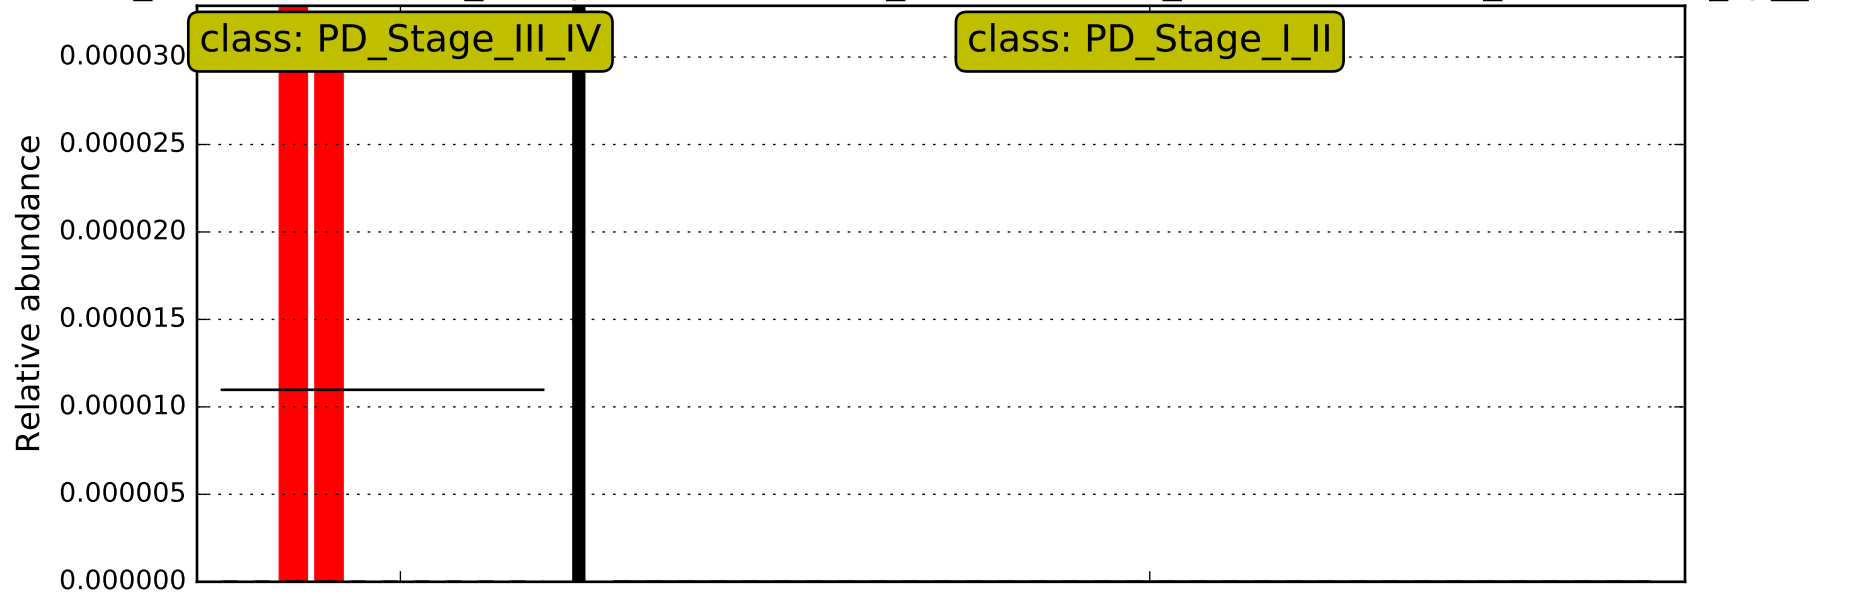 class: PD_Stage_III_IV
class: PD_Stage_I_II
0.000030
0.000025
0.000020
0.000015
0.000010
0.000005
0.000000
Relative abundance